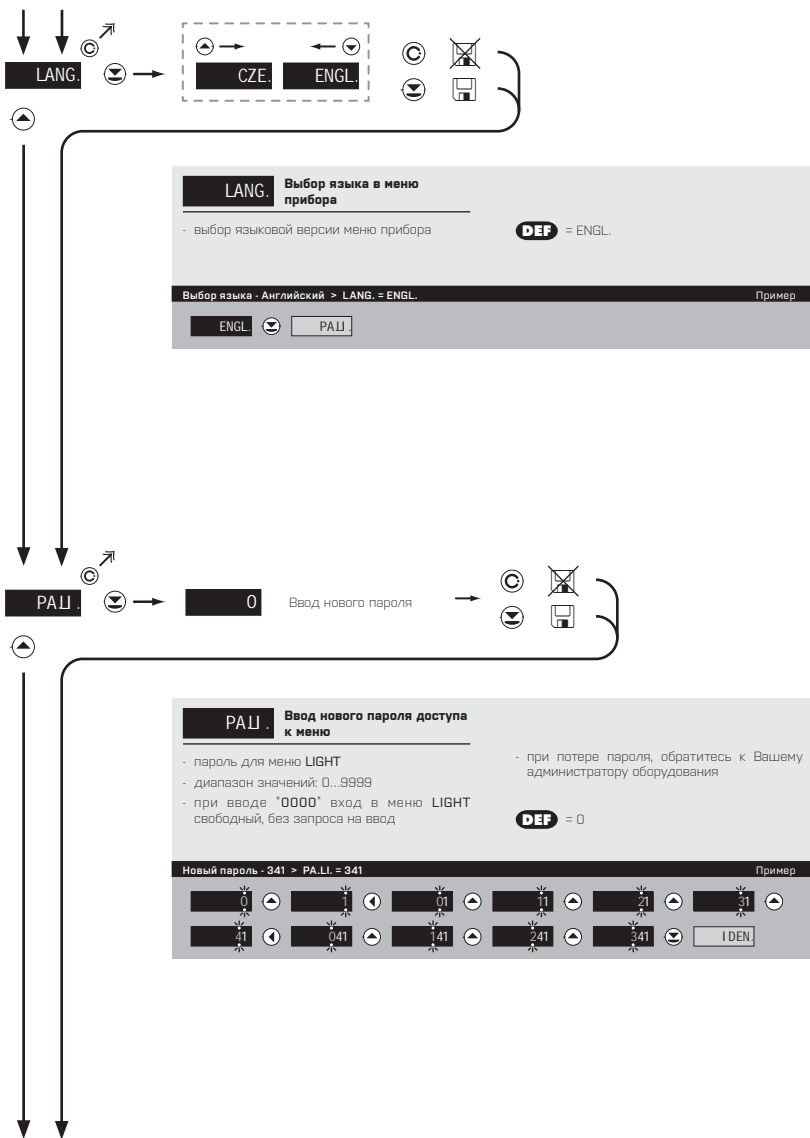 C
LANG.
CZE.
ENGL.
C
LANG. Выбор языка в меню
прибора
- выбор языковой версии меню прибора
DEF = ENGL.
Выбор языка - Английский > LANG. = ENGL.
Пример
ENGL.
PALI.
C
PALI.
0
Ввод нового пароля
C
PALI. Ввод нового пароля доступа
к меню
- пароль для меню LIGHT
- диапазон значений: 0...9999
- при вводе "0000" вход в меню LIGHT
свободный, без запроса на ввод
- при потере пароля, обратитесь к Вашему
администратору оборудования
DEF = 0
Новый пароль - 341 > PA.LI. = 341
Пример
0 1 01 11 21 31
41 041 141 241 341 IDEN.